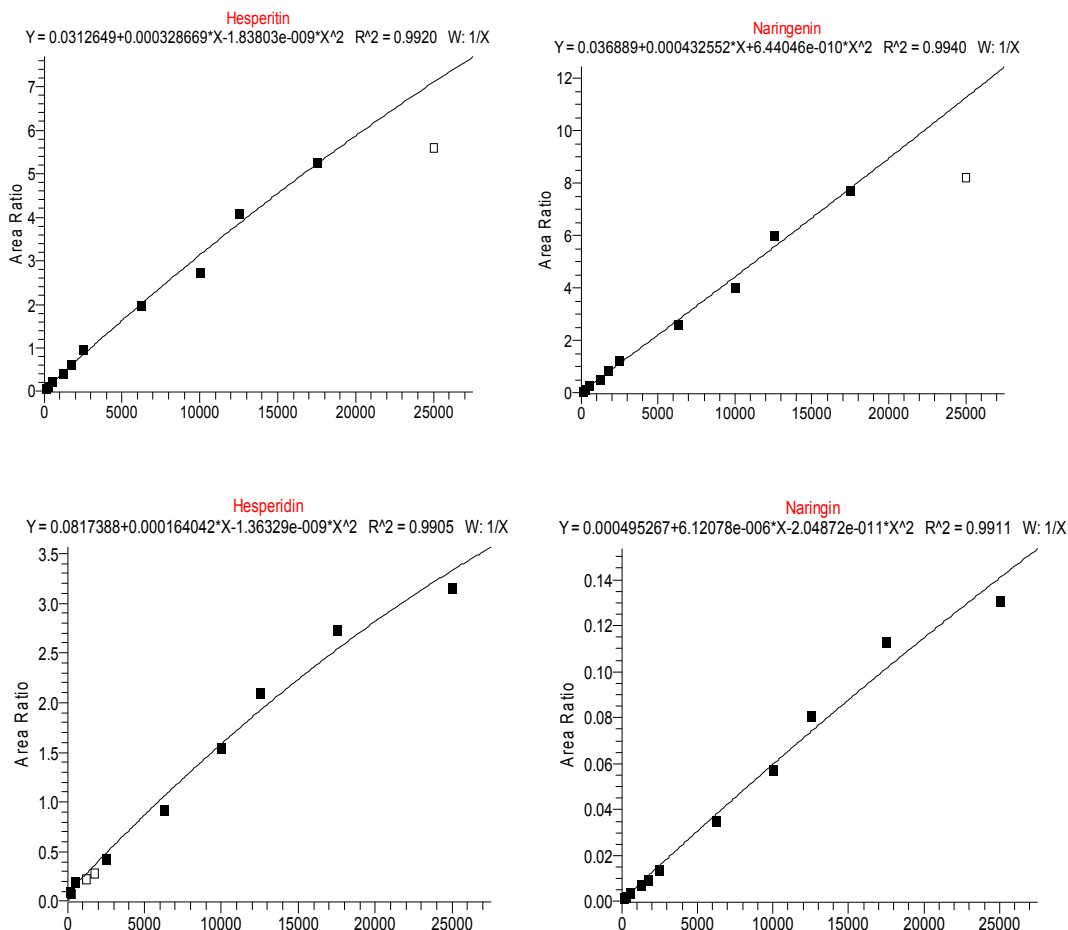 Hesperitin
Y = 0.0312649+0.000328669*X-1.83803e-009*X^2 R^2 = 0.9920 W: 1/X
7
6
5
4
3
2
1
0
Area Ratio
0 5000 10000 15000 20000 25000
Naringenin
Y = 0.036889+0.000432552*X+6.44046e-010*X^2 R^2 = 0.9940 W: 1/X
12
10
8
6
4
2
0
Area Ratio
0 5000 10000 15000 20000 25000
Hesperidin
Y = 0.0817388+0.000164042*X-1.36329e-009*X^2 R^2 = 0.9905 W: 1/X
3.5
3.0
2.5
2.0
1.5
1.0
0.5
0.0
Area Ratio
0 5000 10000 15000 20000 25000
Naringin
Y = 0.000495267+6.12078e-006*X-2.04872e-011*X^2 R^2 = 0.9911 W: 1/X
0.14
0.12
0.10
0.08
0.06
0.04
0.02
0.00
Area Ratio
0 5000 10000 15000 20000 25000